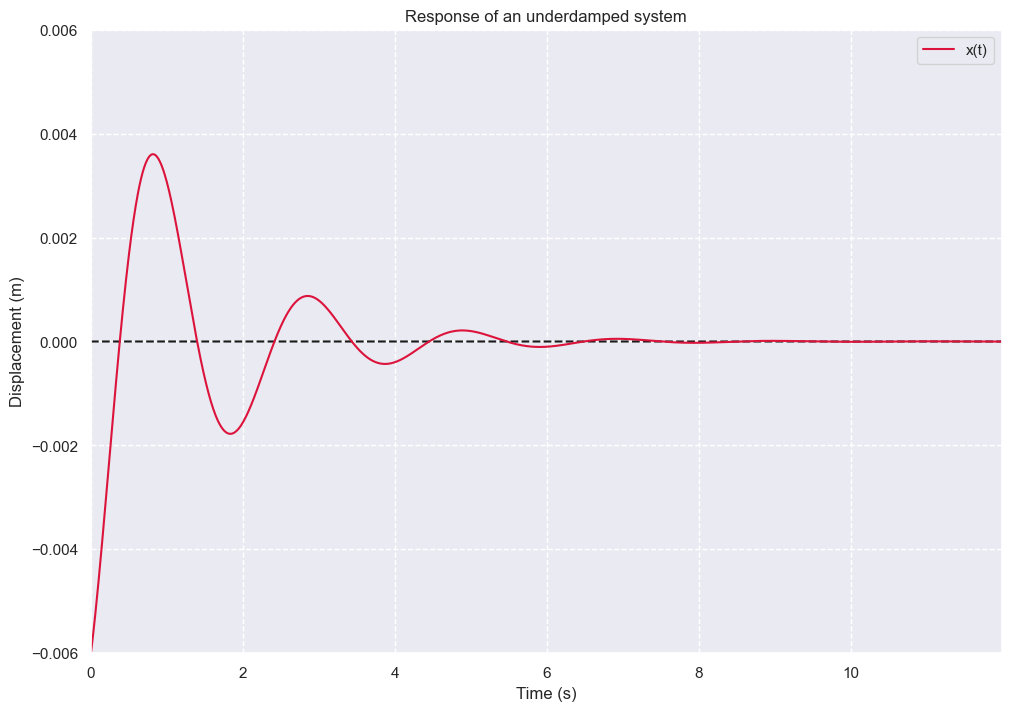 Response of an underdamped system
x(t)
Displacement (m)
0.006
0.004
0.002
0.000
−0.002
−0.004
−0.006
0 2 4 6 8 10
Time (s)